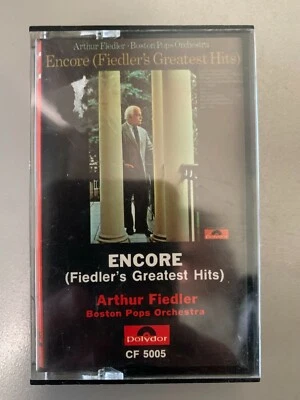 Arthur Fiedler · Boston Pops Orchestra
Encore (Fiedler's Greatest Hits)
ENCORE
(Fiedler's Greatest Hits)
Arthur Fiedler
Boston Pops Orchestra
polydor
CF 5005